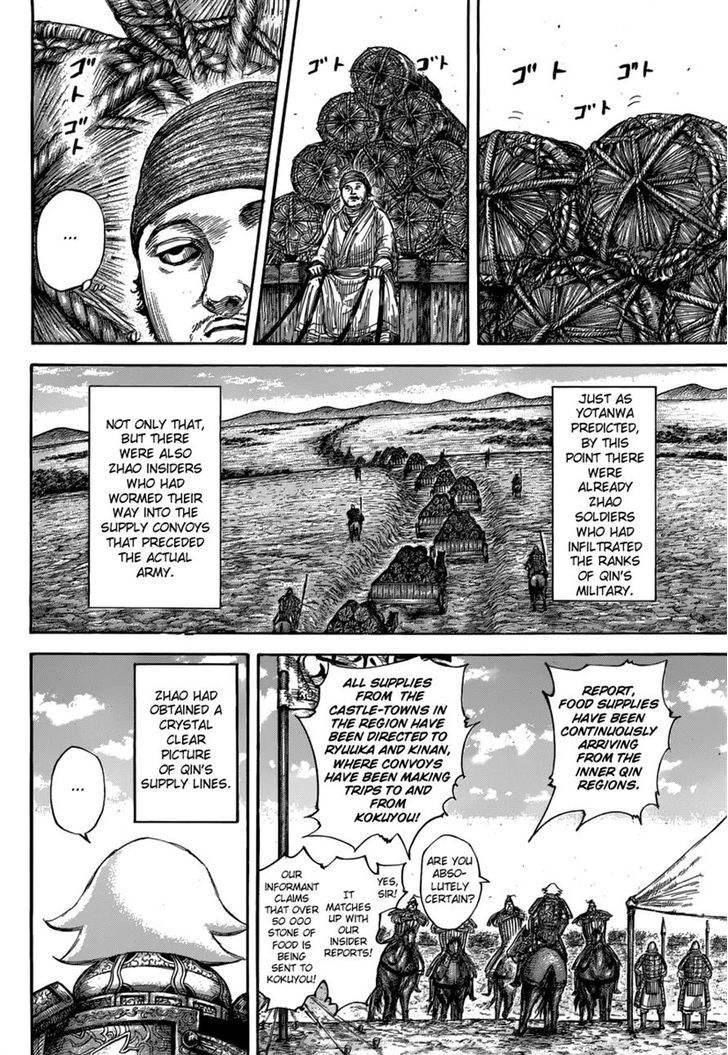 ゴト
ゴト
ゴト
ゴト
ゴト
ゴト
ゴト
...
JUST AS
YOTANWA
PREDICTED,
BY THIS
POINT THERE
WERE
ALREADY
ZHAO
SOLDIERS
WHO HAD
INFILTRATED
THE RANKS
OF QIN'S
MILITARY.
NOT ONLY THAT,
BUT THERE
WERE ALSO
ZHAO INSIDERS
WHO HAD
WORMED THEIR
WAY INTO THE
SUPPLY CONVOYS
THAT PRECEDED
THE ACTUAL
ARMY.
REPORT,
FOOD SUPPLIES
HAVE BEEN
CONTINUOUSLY
ARRIVING
FROM THE
INNER QIN
REGIONS.
ALL SUPPLIES
FROM THE
CASTLE-TOWNS
IN THE REGION HAVE
BEEN DIRECTED TO
RYUUKA AND KINAN,
WHERE CONVOYS
HAVE BEEN MAKING
TRIPS TO AND
FROM
KOKUYOU!
ARE YOU
ABSO-
LUTELY
CERTAIN?
YES,
SIR!
IT
MATCHES
UP WITH
OUR
INSIDER
REPORTS!
OUR
INFORMANT
CLAIMS
THAT OVER
50 000
STONE OF
FOOD IS
BEING
SENT TO
KOKUYOU!
ZHAO HAD
OBTAINED A
CRYSTAL
CLEAR
PICTURE
OF QIN'S
SUPPLY LINES.
...